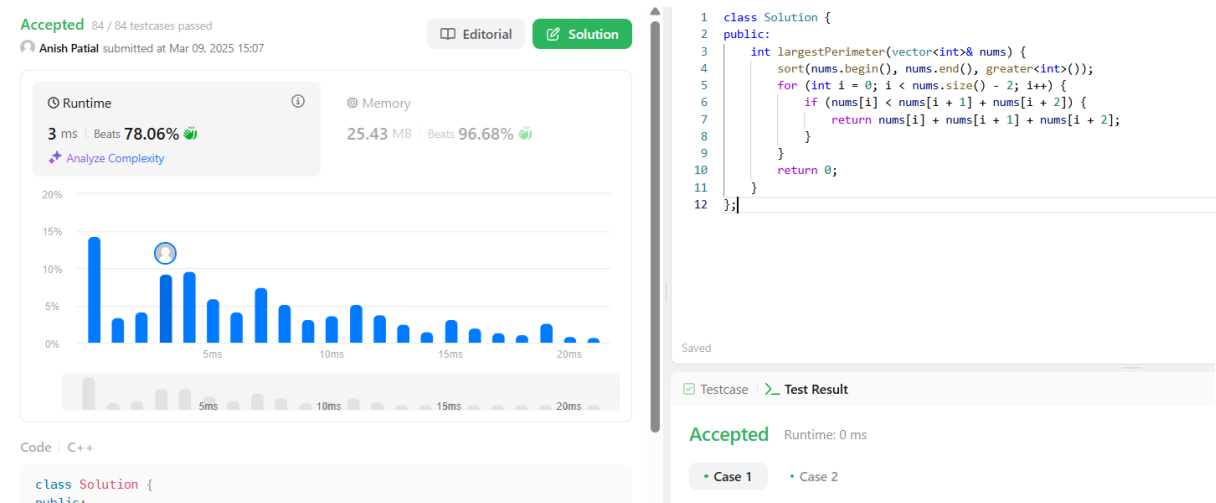 Accepted 84 / 84 testcases passed
Anish Patial submitted at Mar 09, 2025 15:07
Editorial
Solution
Runtime
3 ms | Beats 78.06%
Analyze Complexity
Memory
25.43 MB | Beats 96.68%
20%
15%
10%
5%
0%
5ms 10ms 15ms 20ms
5ms 10ms 15ms 20ms
Code | C++
class Solution {
public:
1 class Solution {
2 public:
3     int largestPerimeter(vector<int>& nums) {
4         sort(nums.begin(), nums.end(), greater<int>());
5         for (int i = 0; i < nums.size() - 2; i++) {
6             if (nums[i] < nums[i + 1] + nums[i + 2]) {
7                 return nums[i] + nums[i + 1] + nums[i + 2];
8             }
9         }
10         return 0;
11     }
12 };
Saved
Testcase | Test Result
Accepted Runtime: 0 ms
• Case 1 • Case 2